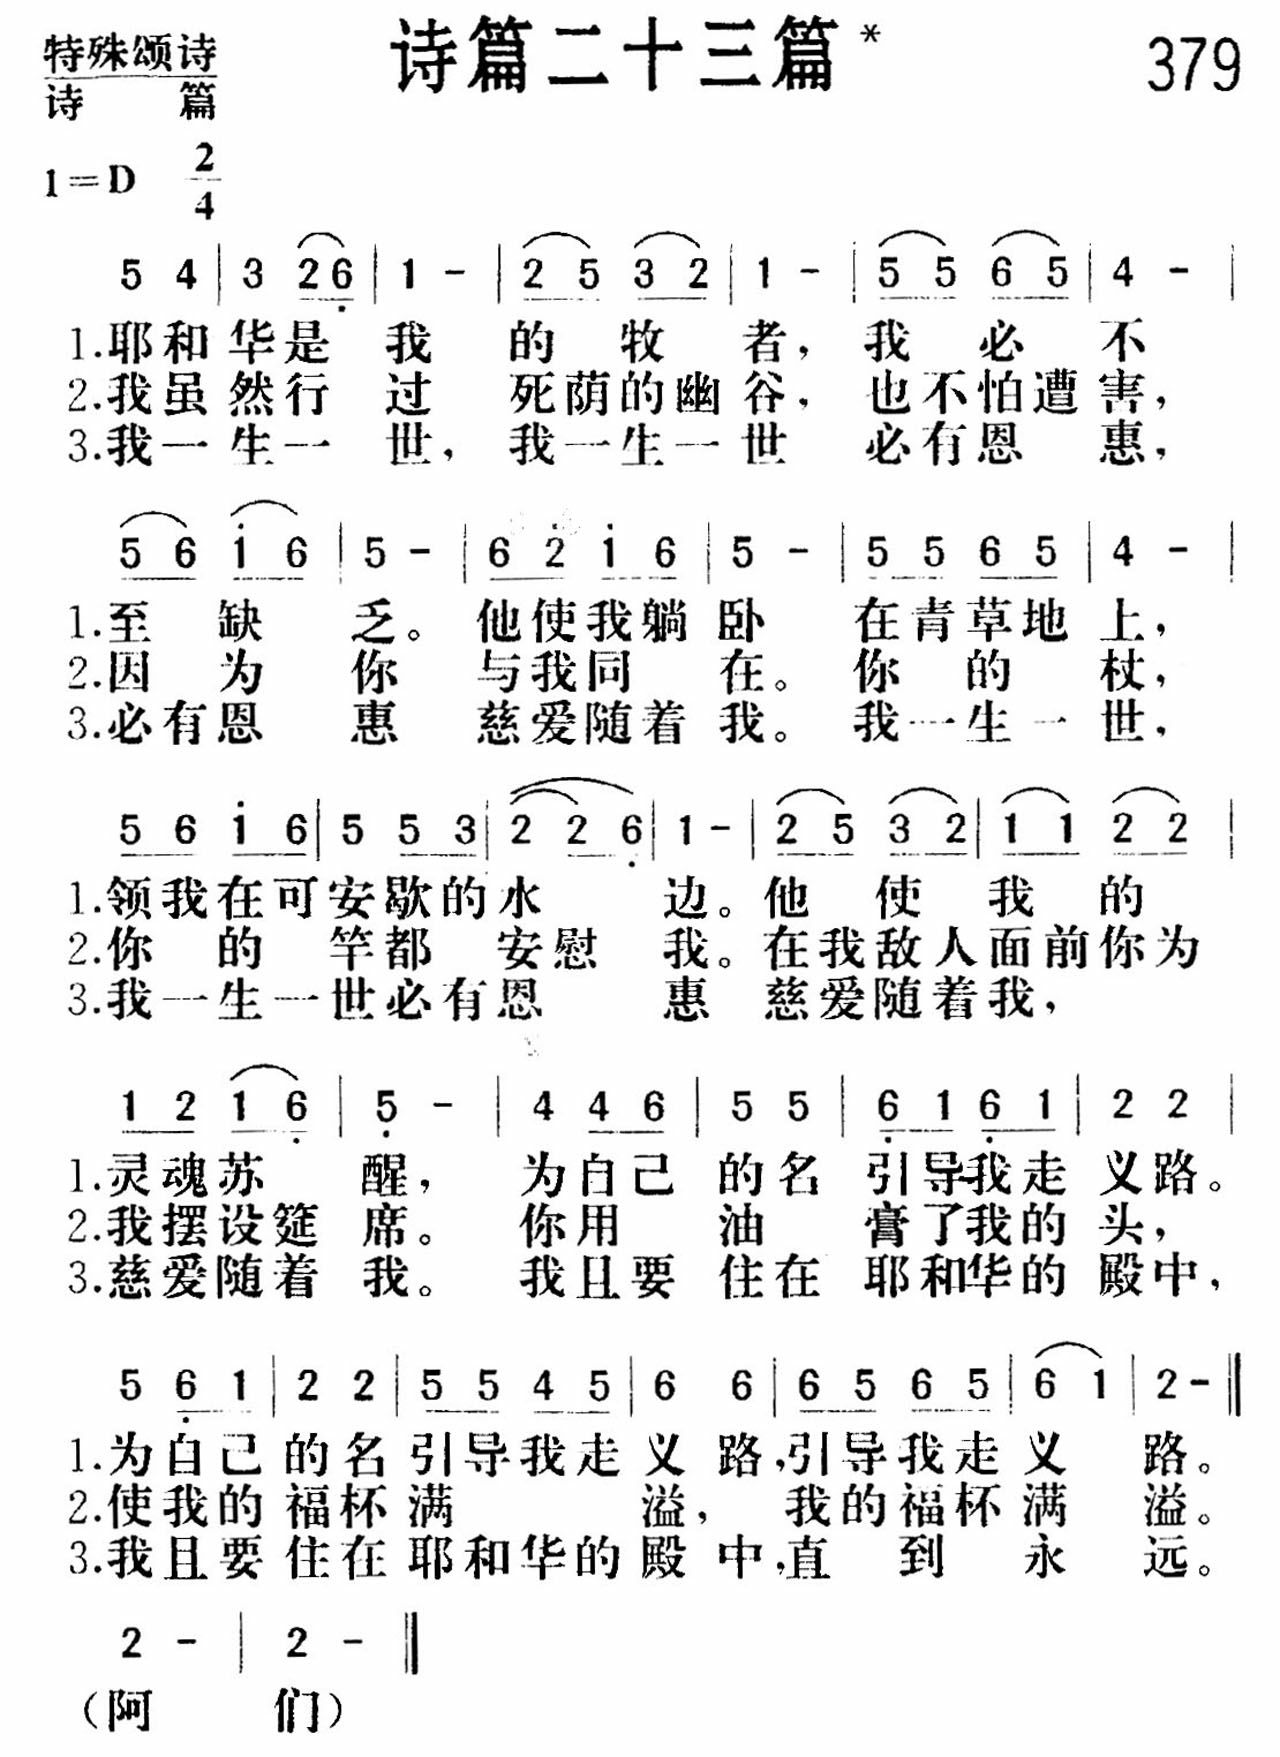 特殊颂诗
诗篇
诗篇二十三篇*
379
1=D 2/4
5 4 | 3 26 | 1 - | 2 5 3 2 | 1 - | 5 5 6 5 | 4 - |
1.耶和华是我的牧者，我必不
2.我虽然行过死荫的幽谷，也不怕遭害，
3.我一生一世，我一生一世必有恩惠，
5 6 1 6 | 5 - | 6 2 1 6 | 5 - | 5 5 6 5 | 4 - |
1.至缺乏。他使我躺卧在青草地上，
2.因为你与我同在。你的杖，
3.必有恩惠慈爱随着我。我一生一世，
5 6 1 6 | 5 5 3 | 2 2 6 | 1 - | 2 5 3 2 | 1 1 2 2 |
1.领我在可安歇的水边。他使我的
2.你的竿都安慰我。在我敌人面前你为
3.我一生一世必有恩惠慈爱随着我，
1 2 1 6 | 5 - | 4 4 6 | 5 5 | 6 1 6 1 | 2 2 |
1.灵魂苏醒，为自己的名引导我走义路。
2.我摆设筵席。你用油膏了我的头，
3.慈爱随着我。我且要住在耶和华的殿中，
5 6 1 | 2 2 | 5 5 4 5 | 6 6 | 6 5 6 5 | 6 1 | 2 - ‖
1.为自己的名引导我走义路，引导我走义路。
2.使我的福杯满溢，我的福杯满溢。
3.我且要住在耶和华的殿中，直到永远。
2 - | 2 - ‖
（阿们）